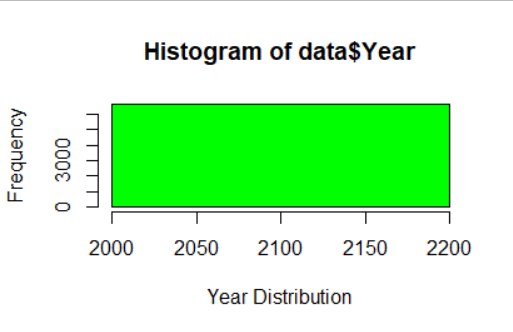 Histogram of data$Year
Frequency
3000
0
2000 2050 2100 2150 2200
Year Distribution